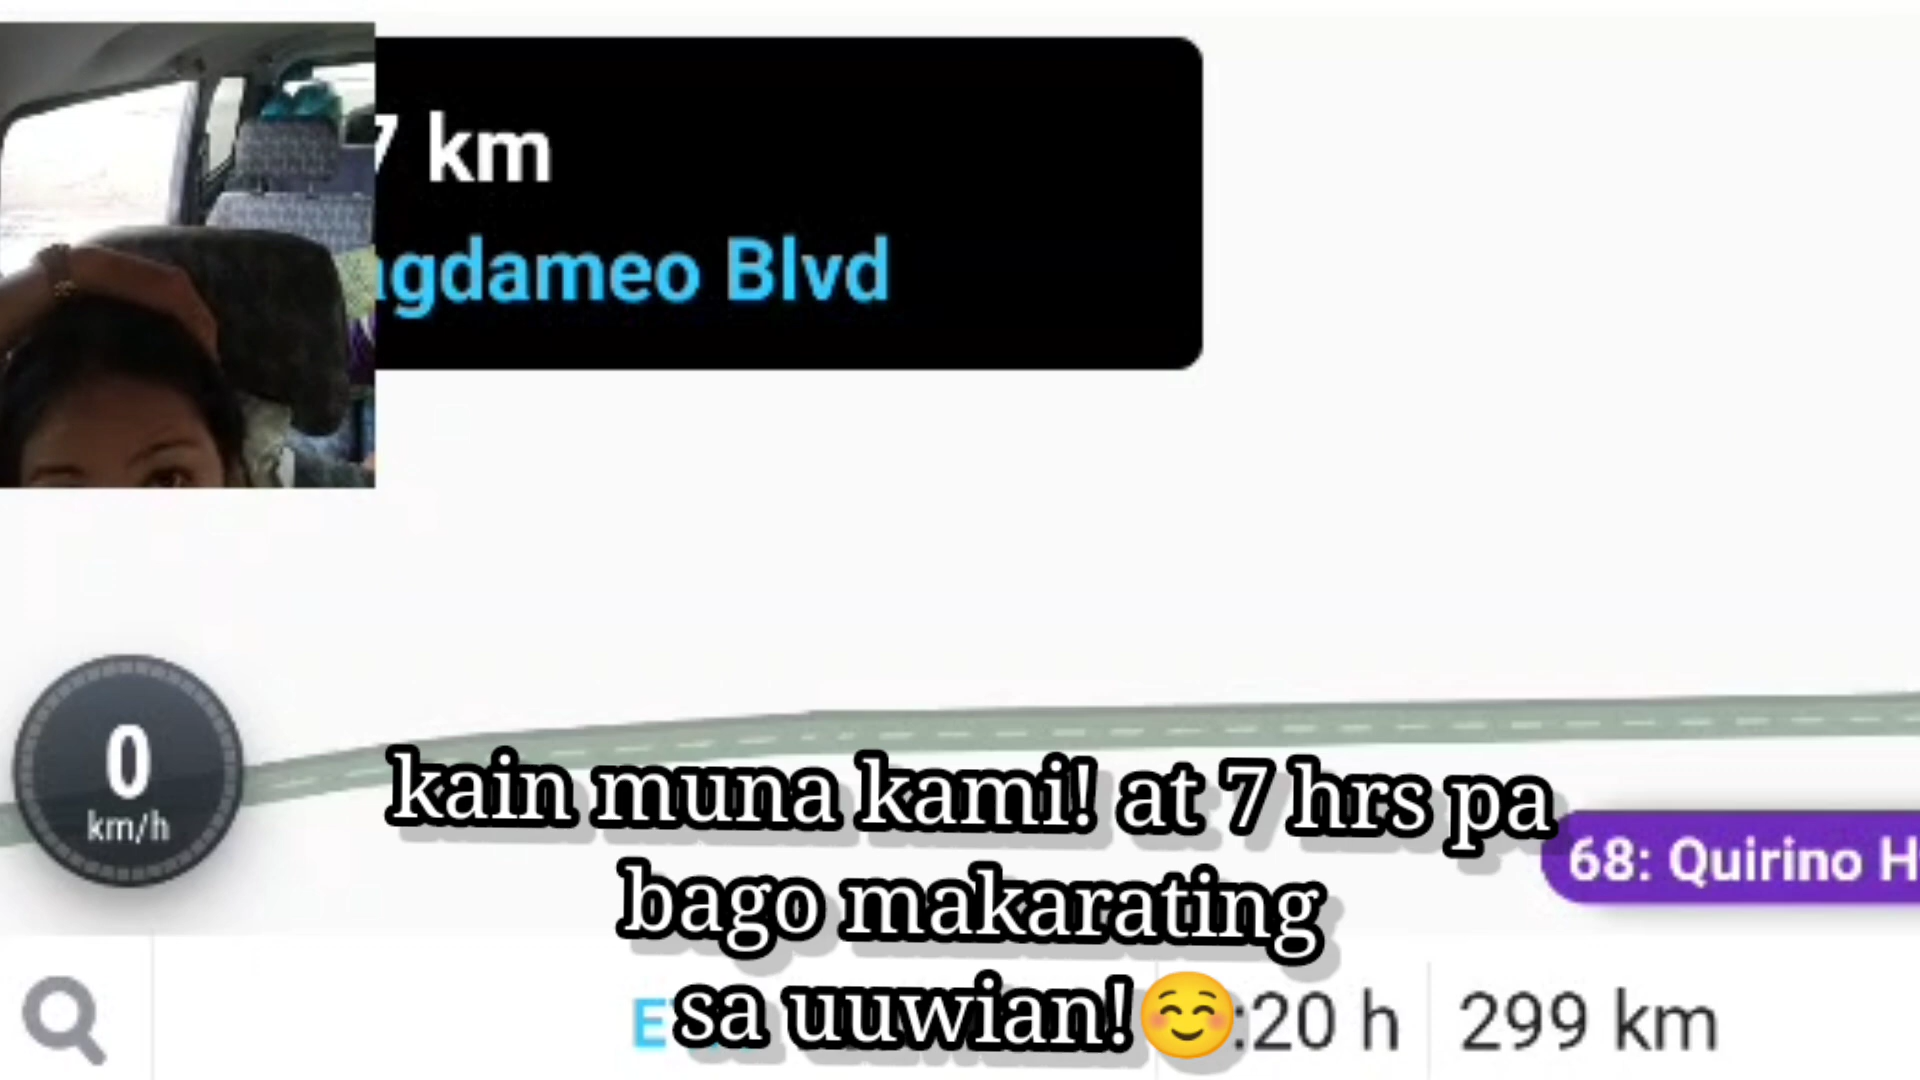 7 km
agdameo Blvd
0
km/h
kain muna kami! at 7 hrs pa
bago makarating
sa uuwian!☺️
68: Quirino H
:20 h
299 km